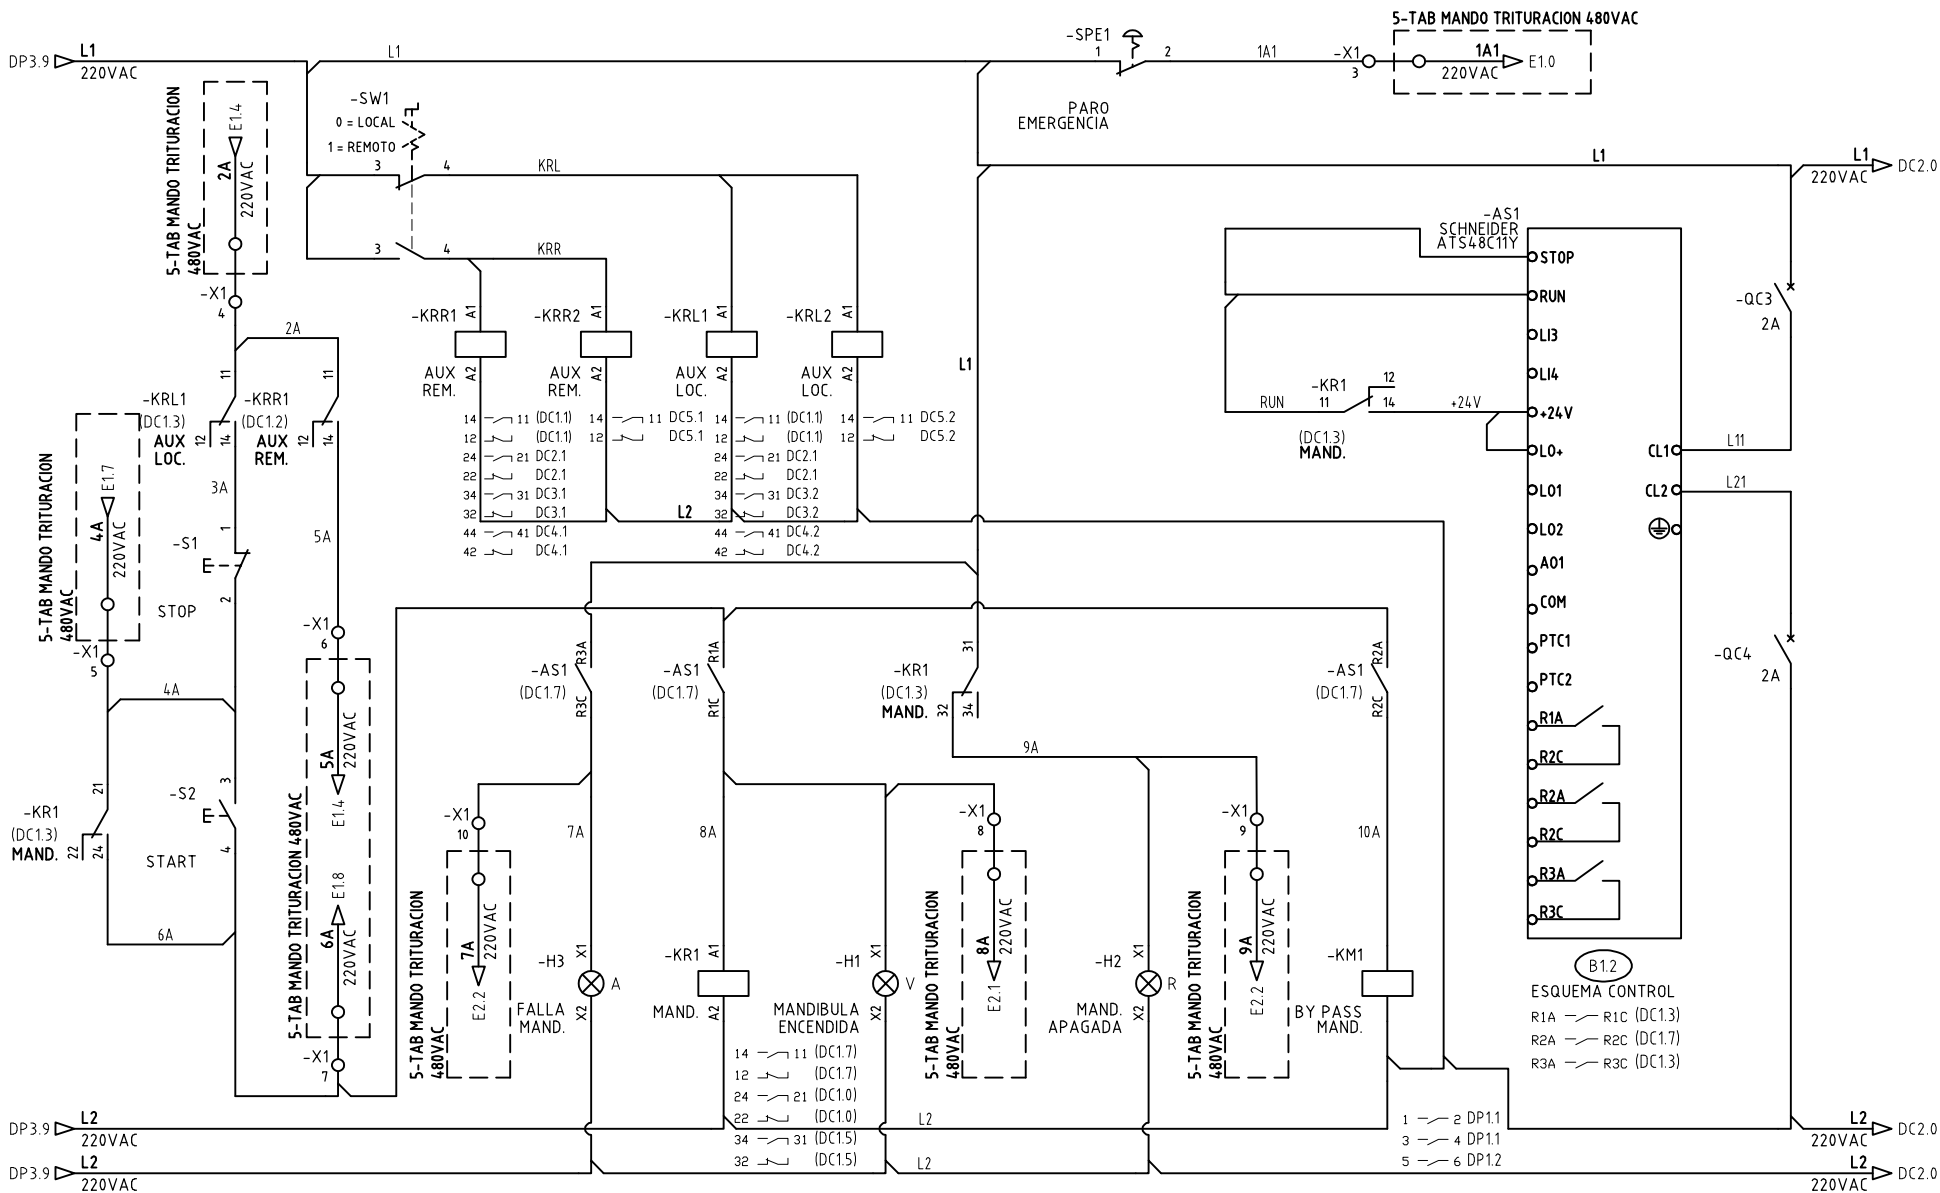 5-TAB MANDO TRITURACION 480VAC
DP3.9
L1
220VAC
L1
-SPE1
1
2
1A1
-X1
3
1A1
220VAC
E1.0
PARO
EMERGENCIA
5-TAB MANDO TRITURACION
480VAC
E1.4
2A
220VAC
-SW1
0 = LOCAL
1 = REMOTO
3
4
KRL
3
4
KRR
L1
L1
220VAC
DC2.0
-X1
4
2A
-KRR1
A1
A2
AUX
REM.
-KRR2
A1
A2
AUX
REM.
-KRL1
A1
A2
AUX
LOC.
-KRL2
A1
A2
AUX
LOC.
L1
-AS1
SCHNEIDER
ATS48C11Y
STOP
RUN
LI3
LI4
+24V
LO+
LO1
LO2
AO1
COM
PTC1
PTC2
R1A
R2C
R2A
R2C
R3A
R3C
CL1
CL2
L11
L21
-QC3
2A
-QC4
2A
-KR1
12
11
14
RUN
+24V
(DC1.3)
MAND.
-KRL1
(DC1.3)
AUX
LOC.
11
12
14
-KRR1
(DC1.2)
AUX
REM.
11
12
14
14 11 (DC1.1)
12 (DC1.1)
24 21 DC2.1
22 DC2.1
34 31 DC3.1
32 DC3.1
44 41 DC4.1
42 DC4.1
14 11 DC5.1
12 DC5.1
14 11 (DC1.1)
12 (DC1.1)
24 21 DC2.1
22 DC2.1
34 31 DC3.2
32 DC3.2
44 41 DC4.2
42 DC4.2
14 11 DC5.2
12 DC5.2
L2
5-TAB MANDO TRITURACION
480VAC
E1.7
4A
220VAC
-X1
5
3A
5A
-S1
1
2
STOP
4A
-X1
6
5-TAB MANDO TRITURACION 480VAC
5A
220VAC
E1.4
E1.8
6A
220VAC
-X1
7
-S2
3
4
START
-KR1
(DC1.3)
MAND.
21
22
24
6A
-AS1
(DC1.7)
R3A
R3C
-AS1
(DC1.7)
R1A
R1C
-KR1
(DC1.3)
MAND.
31
32
34
-AS1
(DC1.7)
R2A
R2C
9A
-X1
10
7A
8A
-X1
8
-X1
9
10A
5-TAB MANDO TRITURACION
480VAC
7A
220VAC
E2.2
-H3
X1
X2
A
FALLA
MAND.
-KR1
A1
A2
MAND.
-H1
X1
X2
V
MANDIBULA
ENCENDIDA
5-TAB MANDO TRITURACION
480VAC
8A
220VAC
E2.1
-H2
X1
X2
R
MAND.
APAGADA
5-TAB MANDO TRITURACION
480VAC
9A
220VAC
E2.2
-KM1
BY PASS
MAND.
B1.2
ESQUEMA CONTROL
R1A R1C (DC1.3)
R2A R2C (DC1.7)
R3A R3C (DC1.3)
14 11 (DC1.7)
12 (DC1.7)
24 21 (DC1.0)
22 (DC1.0)
34 31 (DC1.5)
32 (DC1.5)
1 2 DP1.1
3 4 DP1.1
5 6 DP1.2
DP3.9
L2
220VAC
L2
L2
220VAC
DC2.0
DP3.9
L2
220VAC
L2
L2
220VAC
DC2.0